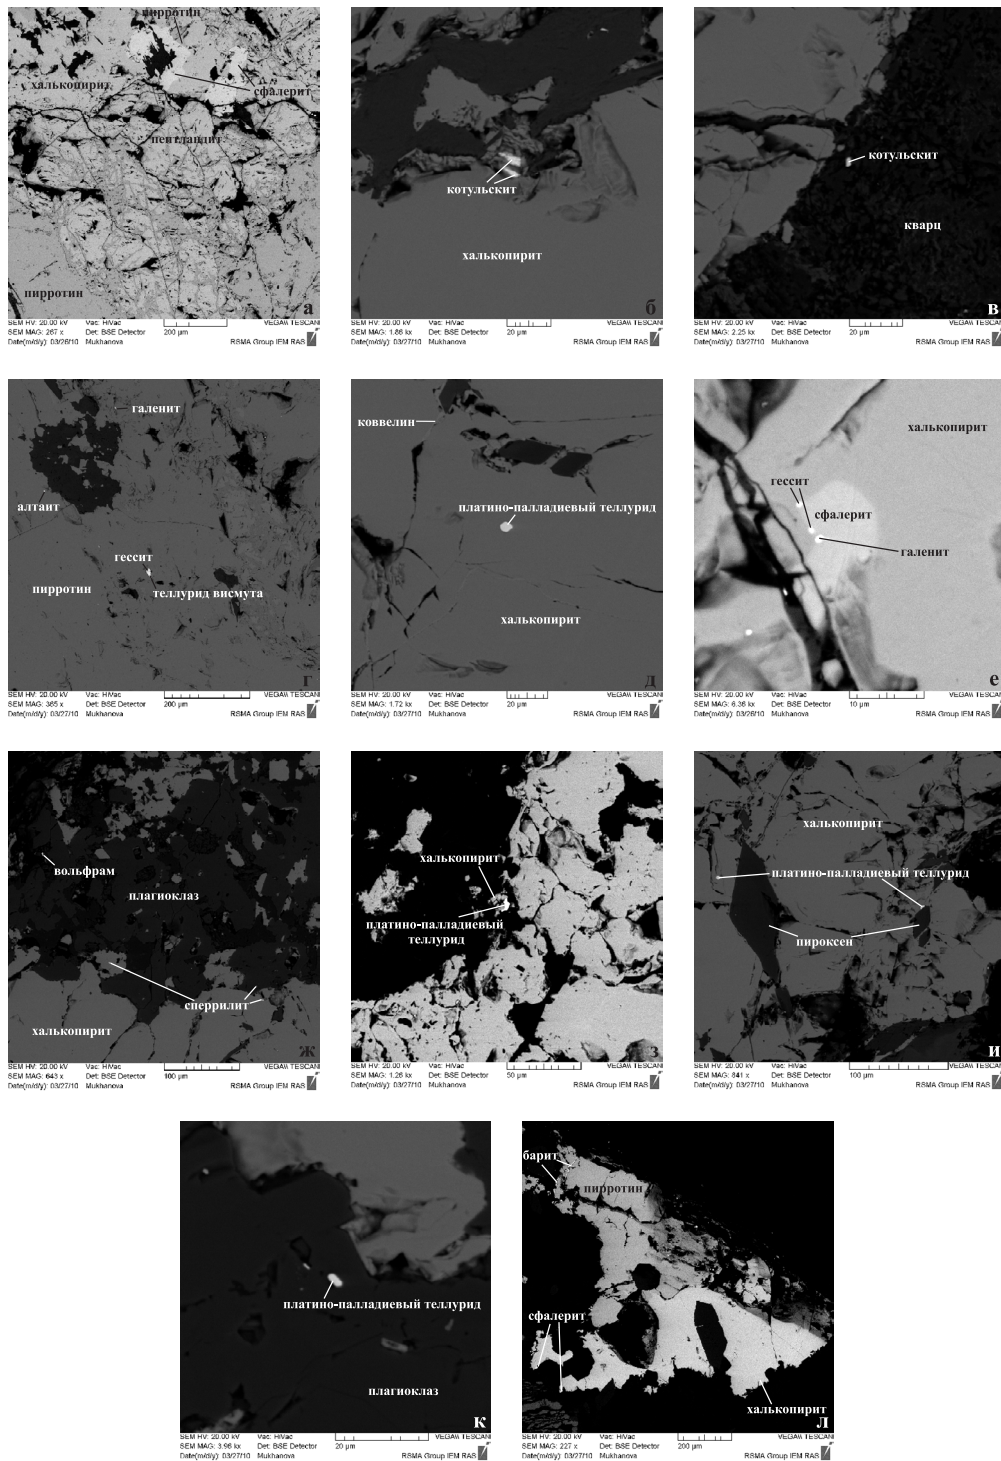 пирротин
халькопирит
сфалерит
пентландит
пирротин
а
SEM HV: 20.00 kV Vac: HiVac VEGA\\ TESCAN
SEM MAG: 267 x Det: BSE Detector 200 µm
Date(m/d/y): 03/26/10 Mukhanova RSMA Group IEM RAS
котульскит
халькопирит
б
SEM HV: 20.00 kV Vac: HiVac VEGA\\ TESCAN
SEM MAG: 1.86 kx Det: BSE Detector 20 µm
Date(m/d/y): 03/27/10 Mukhanova RSMA Group IEM RAS
котульскит
кварц
в
SEM HV: 20.00 kV Vac: HiVac VEGA\\ TESCAN
SEM MAG: 2.25 kx Det: BSE Detector 20 µm
Date(m/d/y): 03/27/10 Mukhanova RSMA Group IEM RAS
галенит
алтаит
гессит
пирротин
теллурид висмута
г
SEM HV: 20.00 kV Vac: HiVac VEGA\\ TESCAN
SEM MAG: 365 x Det: BSE Detector 200 µm
Date(m/d/y): 03/27/10 Mukhanova RSMA Group IEM RAS
коввелин
платино-палладиевый теллурид
халькопирит
д
SEM HV: 20.00 kV Vac: HiVac VEGA\\ TESCAN
SEM MAG: 1.72 kx Det: BSE Detector 20 µm
Date(m/d/y): 03/27/10 Mukhanova RSMA Group IEM RAS
халькопирит
гессит
сфалерит
галенит
е
SEM HV: 20.00 kV Vac: HiVac VEGA\\ TESCAN
SEM MAG: 6.36 kx Det: BSE Detector 10 µm
Date(m/d/y): 03/26/10 Mukhanova RSMA Group IEM RAS
вольфрам
плагиоклаз
сперрилит
халькопирит
ж
SEM HV: 20.00 kV Vac: HiVac VEGA\\ TESCAN
SEM MAG: 643 x Det: BSE Detector 100 µm
Date(m/d/y): 03/27/10 Mukhanova RSMA Group IEM RAS
халькопирит
платино-палладиевый
теллурид
з
SEM HV: 20.00 kV Vac: HiVac VEGA\\ TESCAN
SEM MAG: 1.26 kx Det: BSE Detector 50 µm
Date(m/d/y): 03/27/10 Mukhanova RSMA Group IEM RAS
халькопирит
платино-палладиевый теллурид
пироксен
и
SEM HV: 20.00 kV Vac: HiVac VEGA\\ TESCAN
SEM MAG: 841 x Det: BSE Detector 100 µm
Date(m/d/y): 03/27/10 Mukhanova RSMA Group IEM RAS
платино-палладиевый теллурид
плагиоклаз
к
SEM HV: 20.00 kV Vac: HiVac VEGA\\ TESCAN
SEM MAG: 3.96 kx Det: BSE Detector 20 µm
Date(m/d/y): 03/27/10 Mukhanova RSMA Group IEM RAS
барит
пирротин
сфалерит
халькопирит
л
SEM HV: 20.00 kV Vac: HiVac VEGA\\ TESCAN
SEM MAG: 227 x Det: BSE Detector 200 µm
Date(m/d/y): 03/27/10 Mukhanova RSMA Group IEM RAS